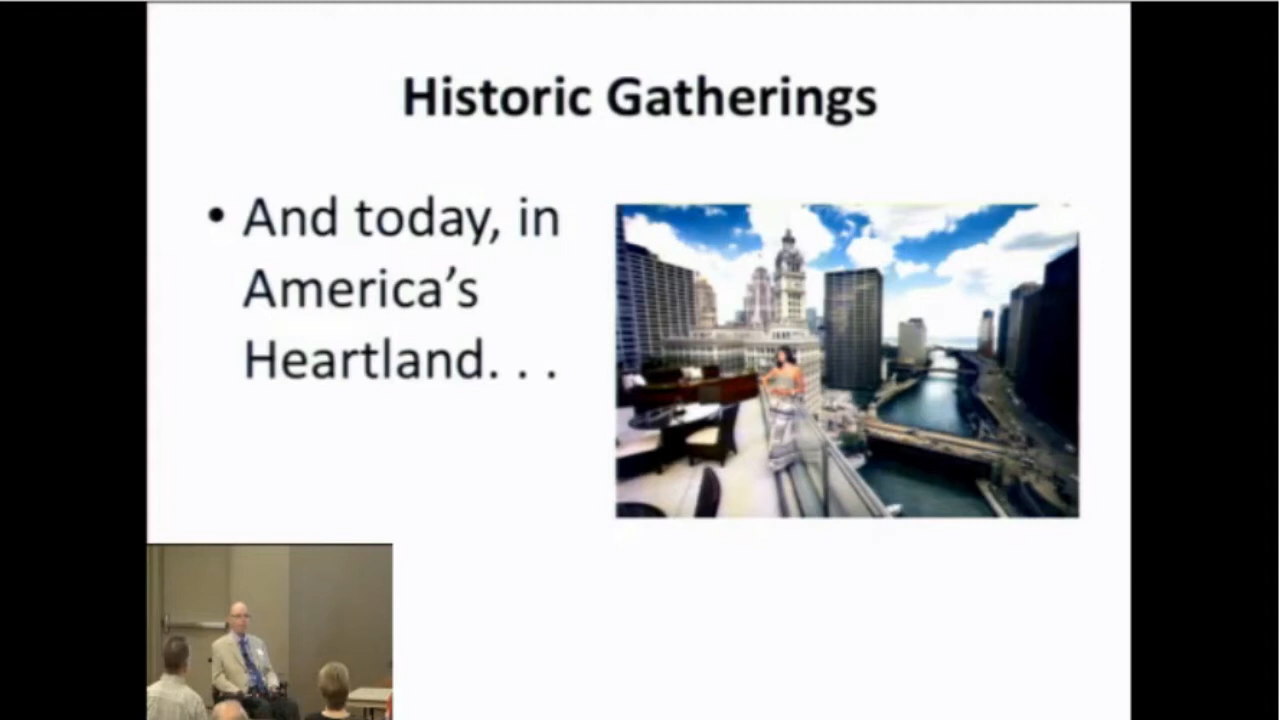 Historic Gatherings
• And today, in
America's
Heartland. . .